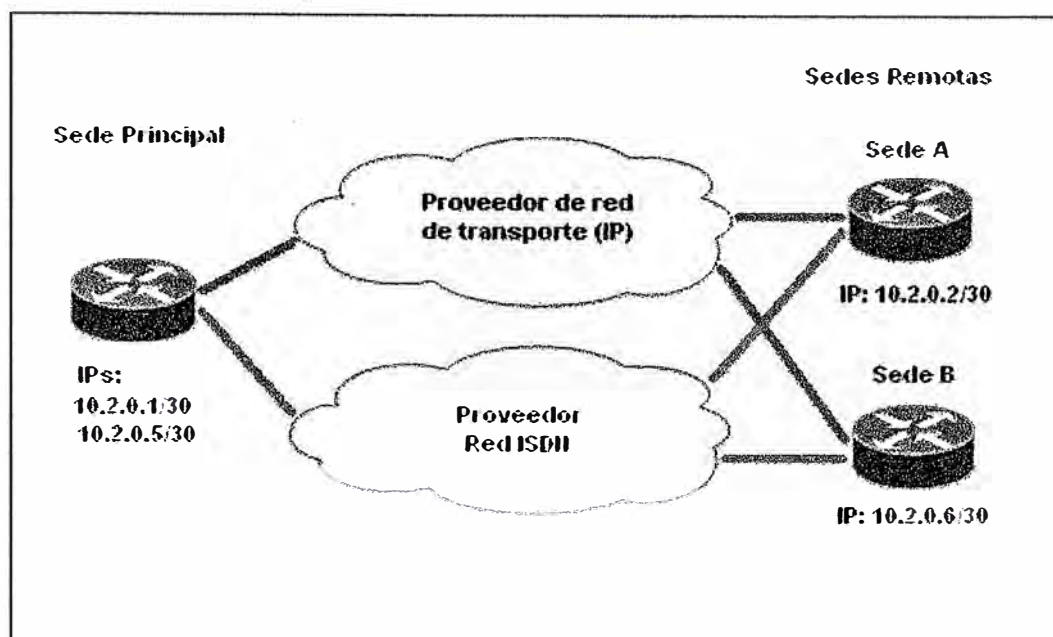 Sedes Remotas
Sede Principal
Sede A
Proveedor de red
de transporte (IP)
IP: 10.2.0.2/30
IPs:
10.2.0.1/30
10.2.0.5/30
Sede B
Proveedor
Red ISDN
IP: 10.2.0.6/30